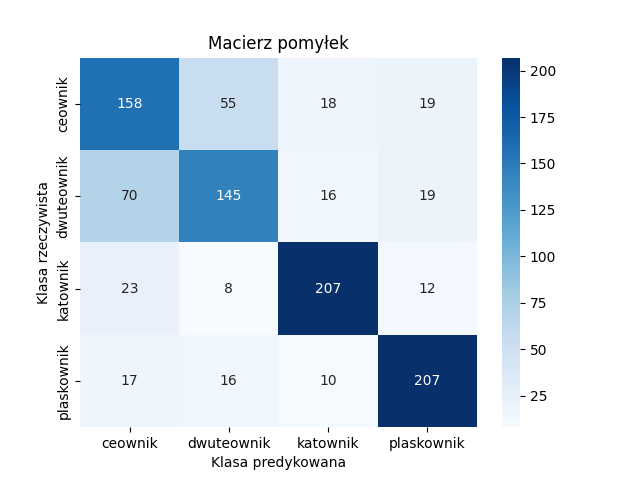 Macierz pomyłek
Klasa rzeczywista
ceownik 158 55 18 19
dwuteownik 70 145 16 19
katownik 23 8 207 12
plaskownik 17 16 10 207
ceownik dwuteownik katownik plaskownik
Klasa predykowana
200
175
150
125
100
75
50
25